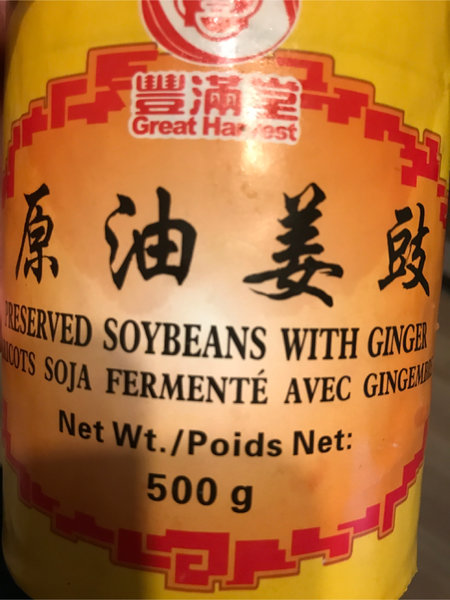 豐滿堂
Great Harvest
原油姜豉
PRESERVED SOYBEANS WITH GINGER
SOJA FERMENTÉ AVEC
Net Wt./Poids Net:
500 g